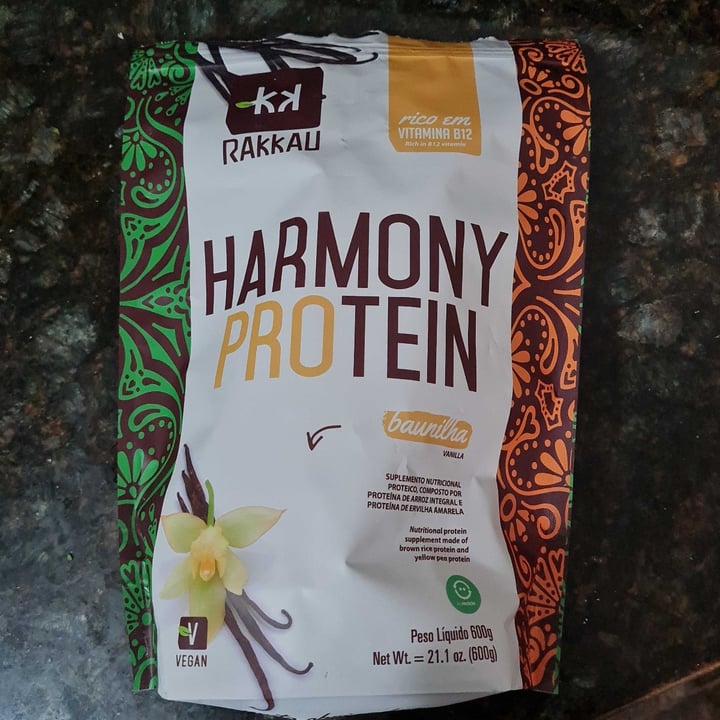 KK
RAKKAU
rico em
VITAMINA B12
Rich in B12 vitamin
HARMONY
PROTEIN
baunilha
VANILLA
SUPLEMENTO NUTRICIONAL
PROTEICO, COMPOSTO POR
PROTEÍNA DE ARROZ INTEGRAL E
PROTEÍNA DE ERVILHA AMARELA
Nutritional protein
supplement made of
brown rice protein and
yellow pea protein
V
VEGAN
Peso Líquido 600g
Net Wt. = 21.1 oz. (600g)